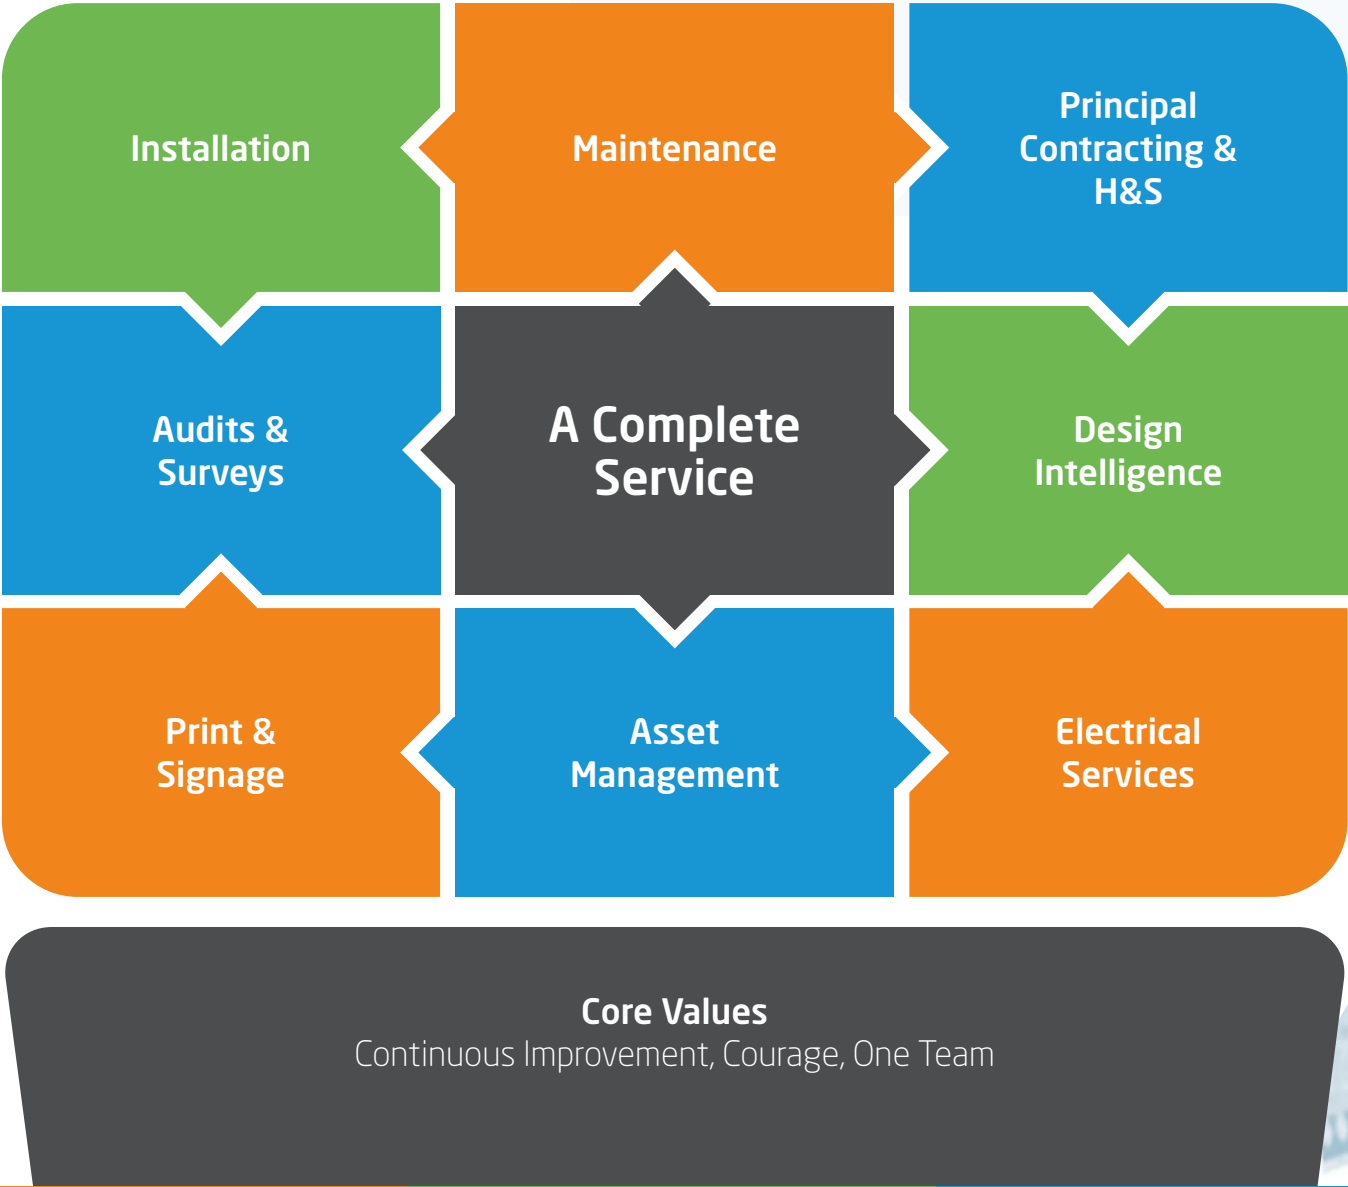 Installation
Maintenance
Principal
Contracting &
H&S
Audits &
Surveys
A Complete
Service
Design
Intelligence
Print &
Signage
Asset
Management
Electrical
Services
Core Values
Continuous Improvement, Courage, One Team